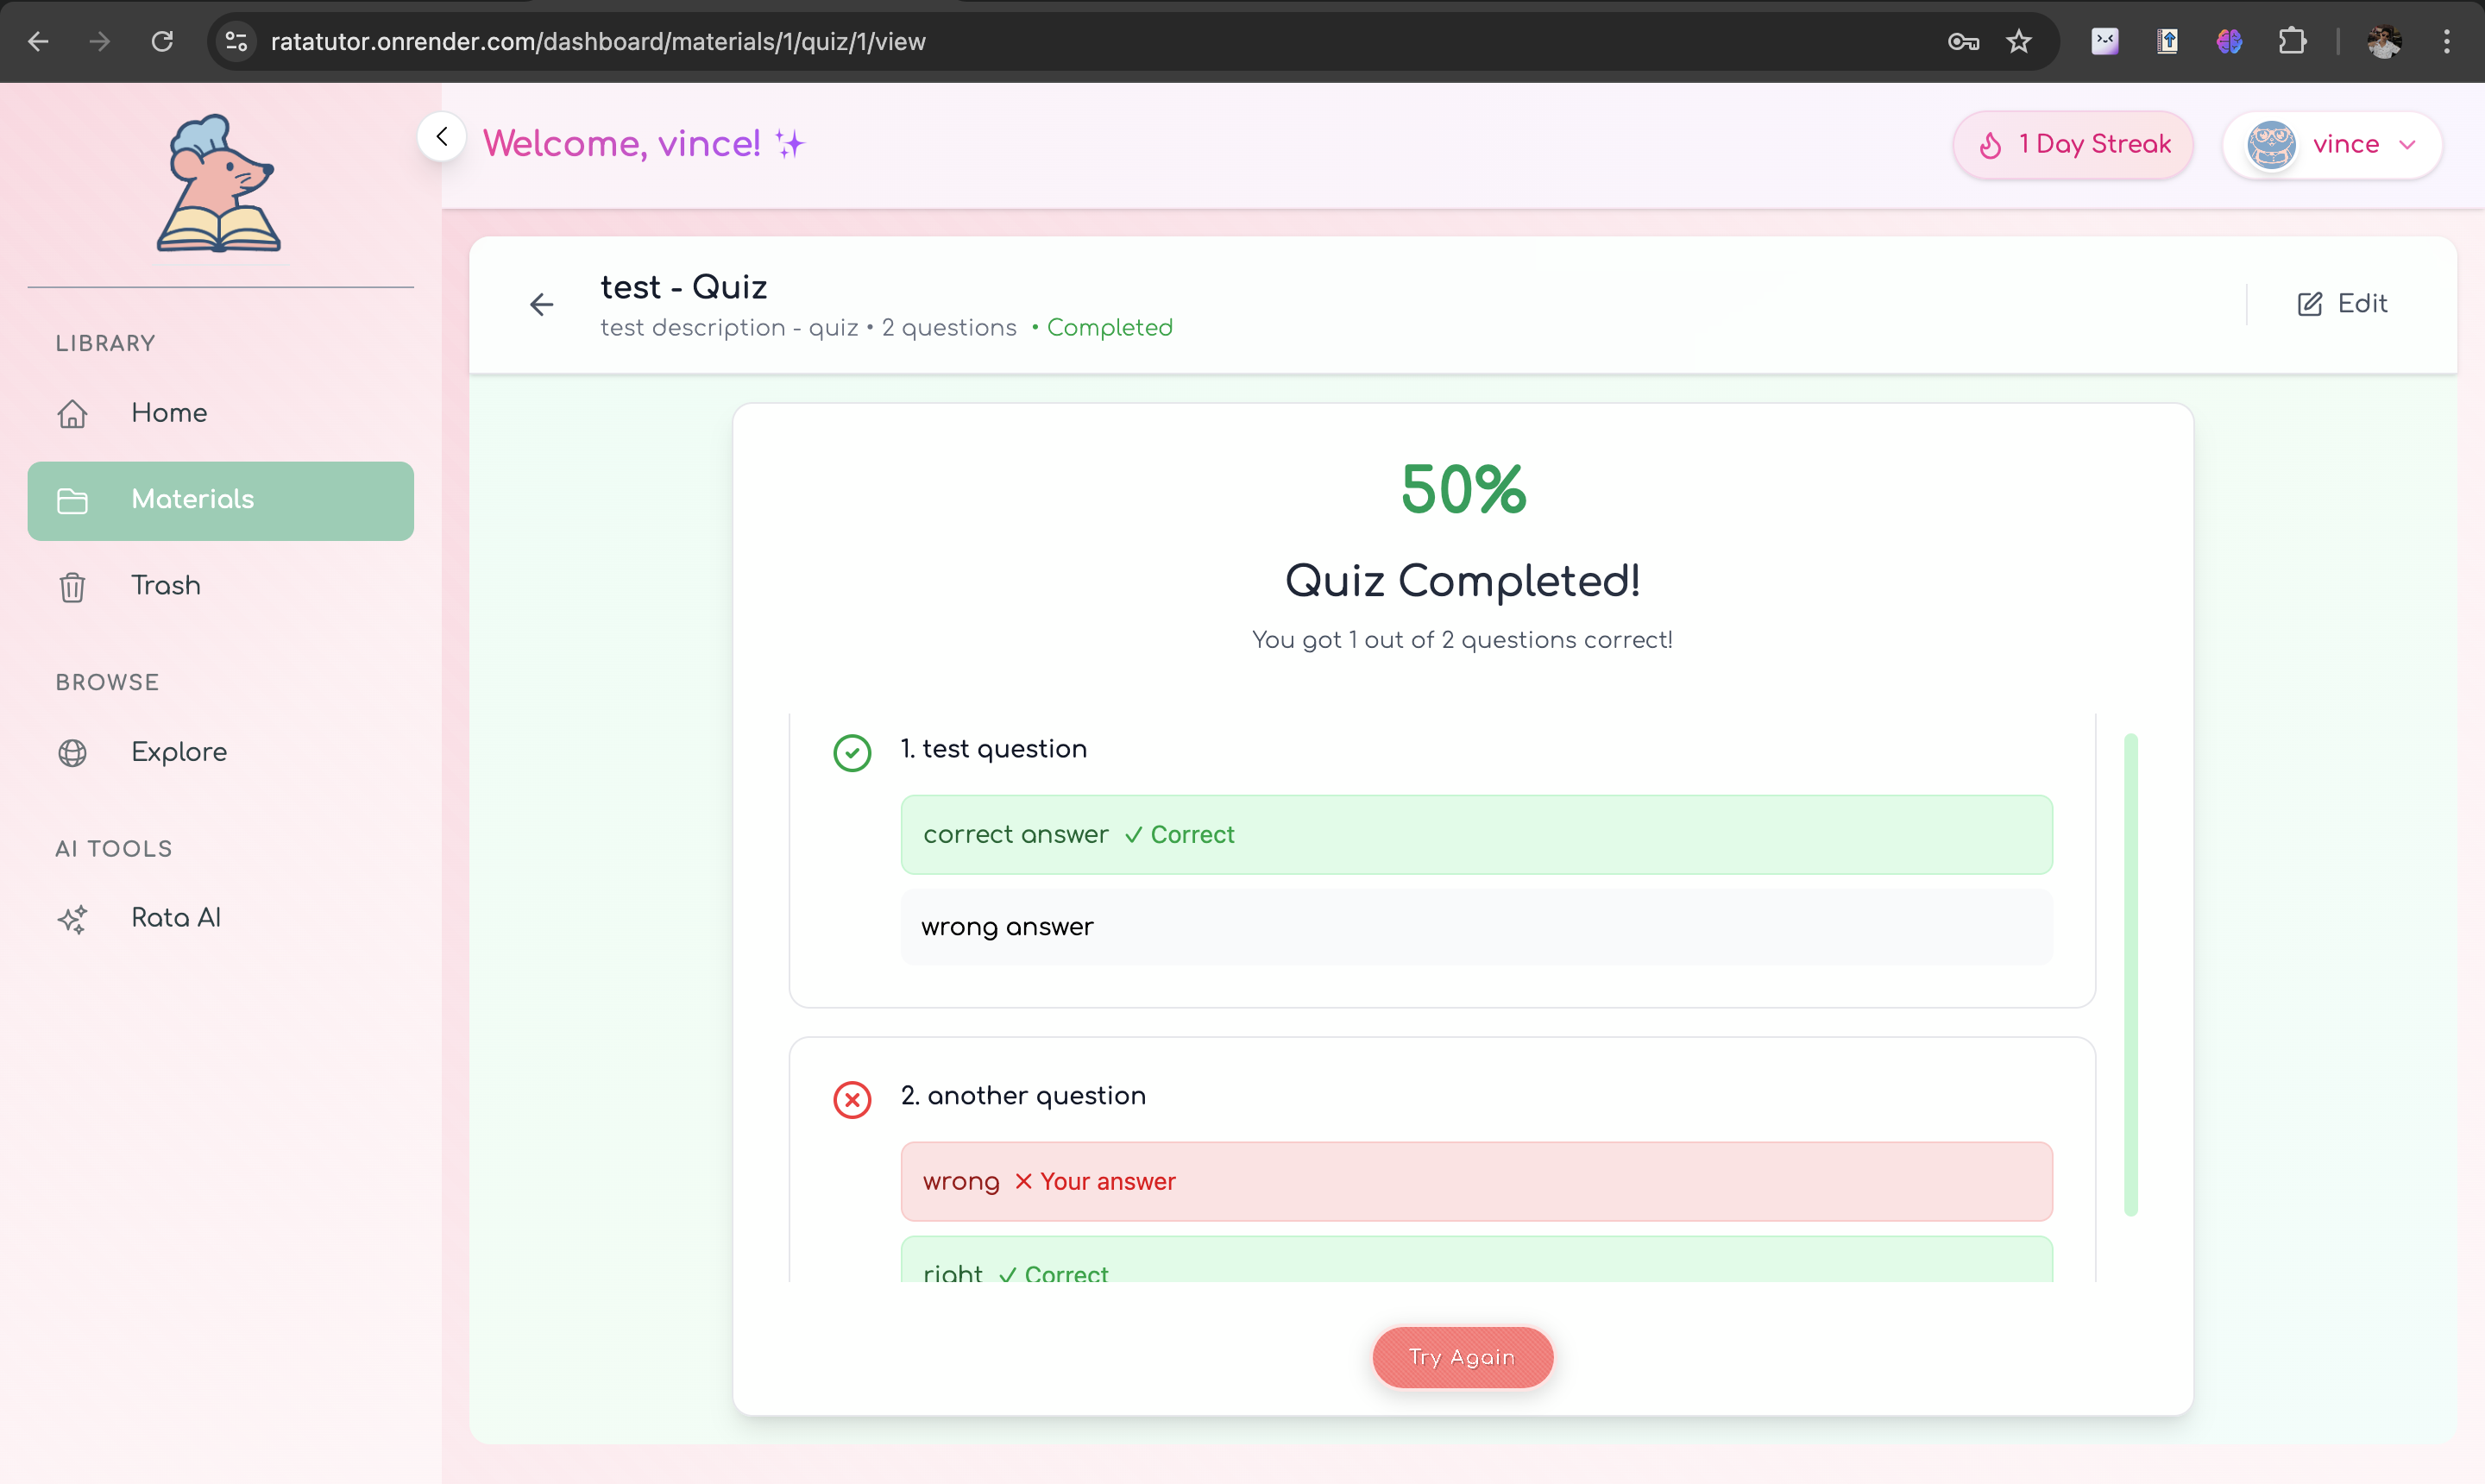 ratatutor.onrender.com/dashboard/materials/1/quiz/1/view
Welcome, vince!
1 Day Streak
vince
test - Quiz
test description - quiz • 2 questions • Completed
Edit
LIBRARY
Home
Materials
Trash
BROWSE
Explore
AI TOOLS
Rata AI
50%
Quiz Completed!
You got 1 out of 2 questions correct!
1. test question
correct answer ✓ Correct
wrong answer
2. another question
wrong ✕ Your answer
right ✓ Correct
Try Again